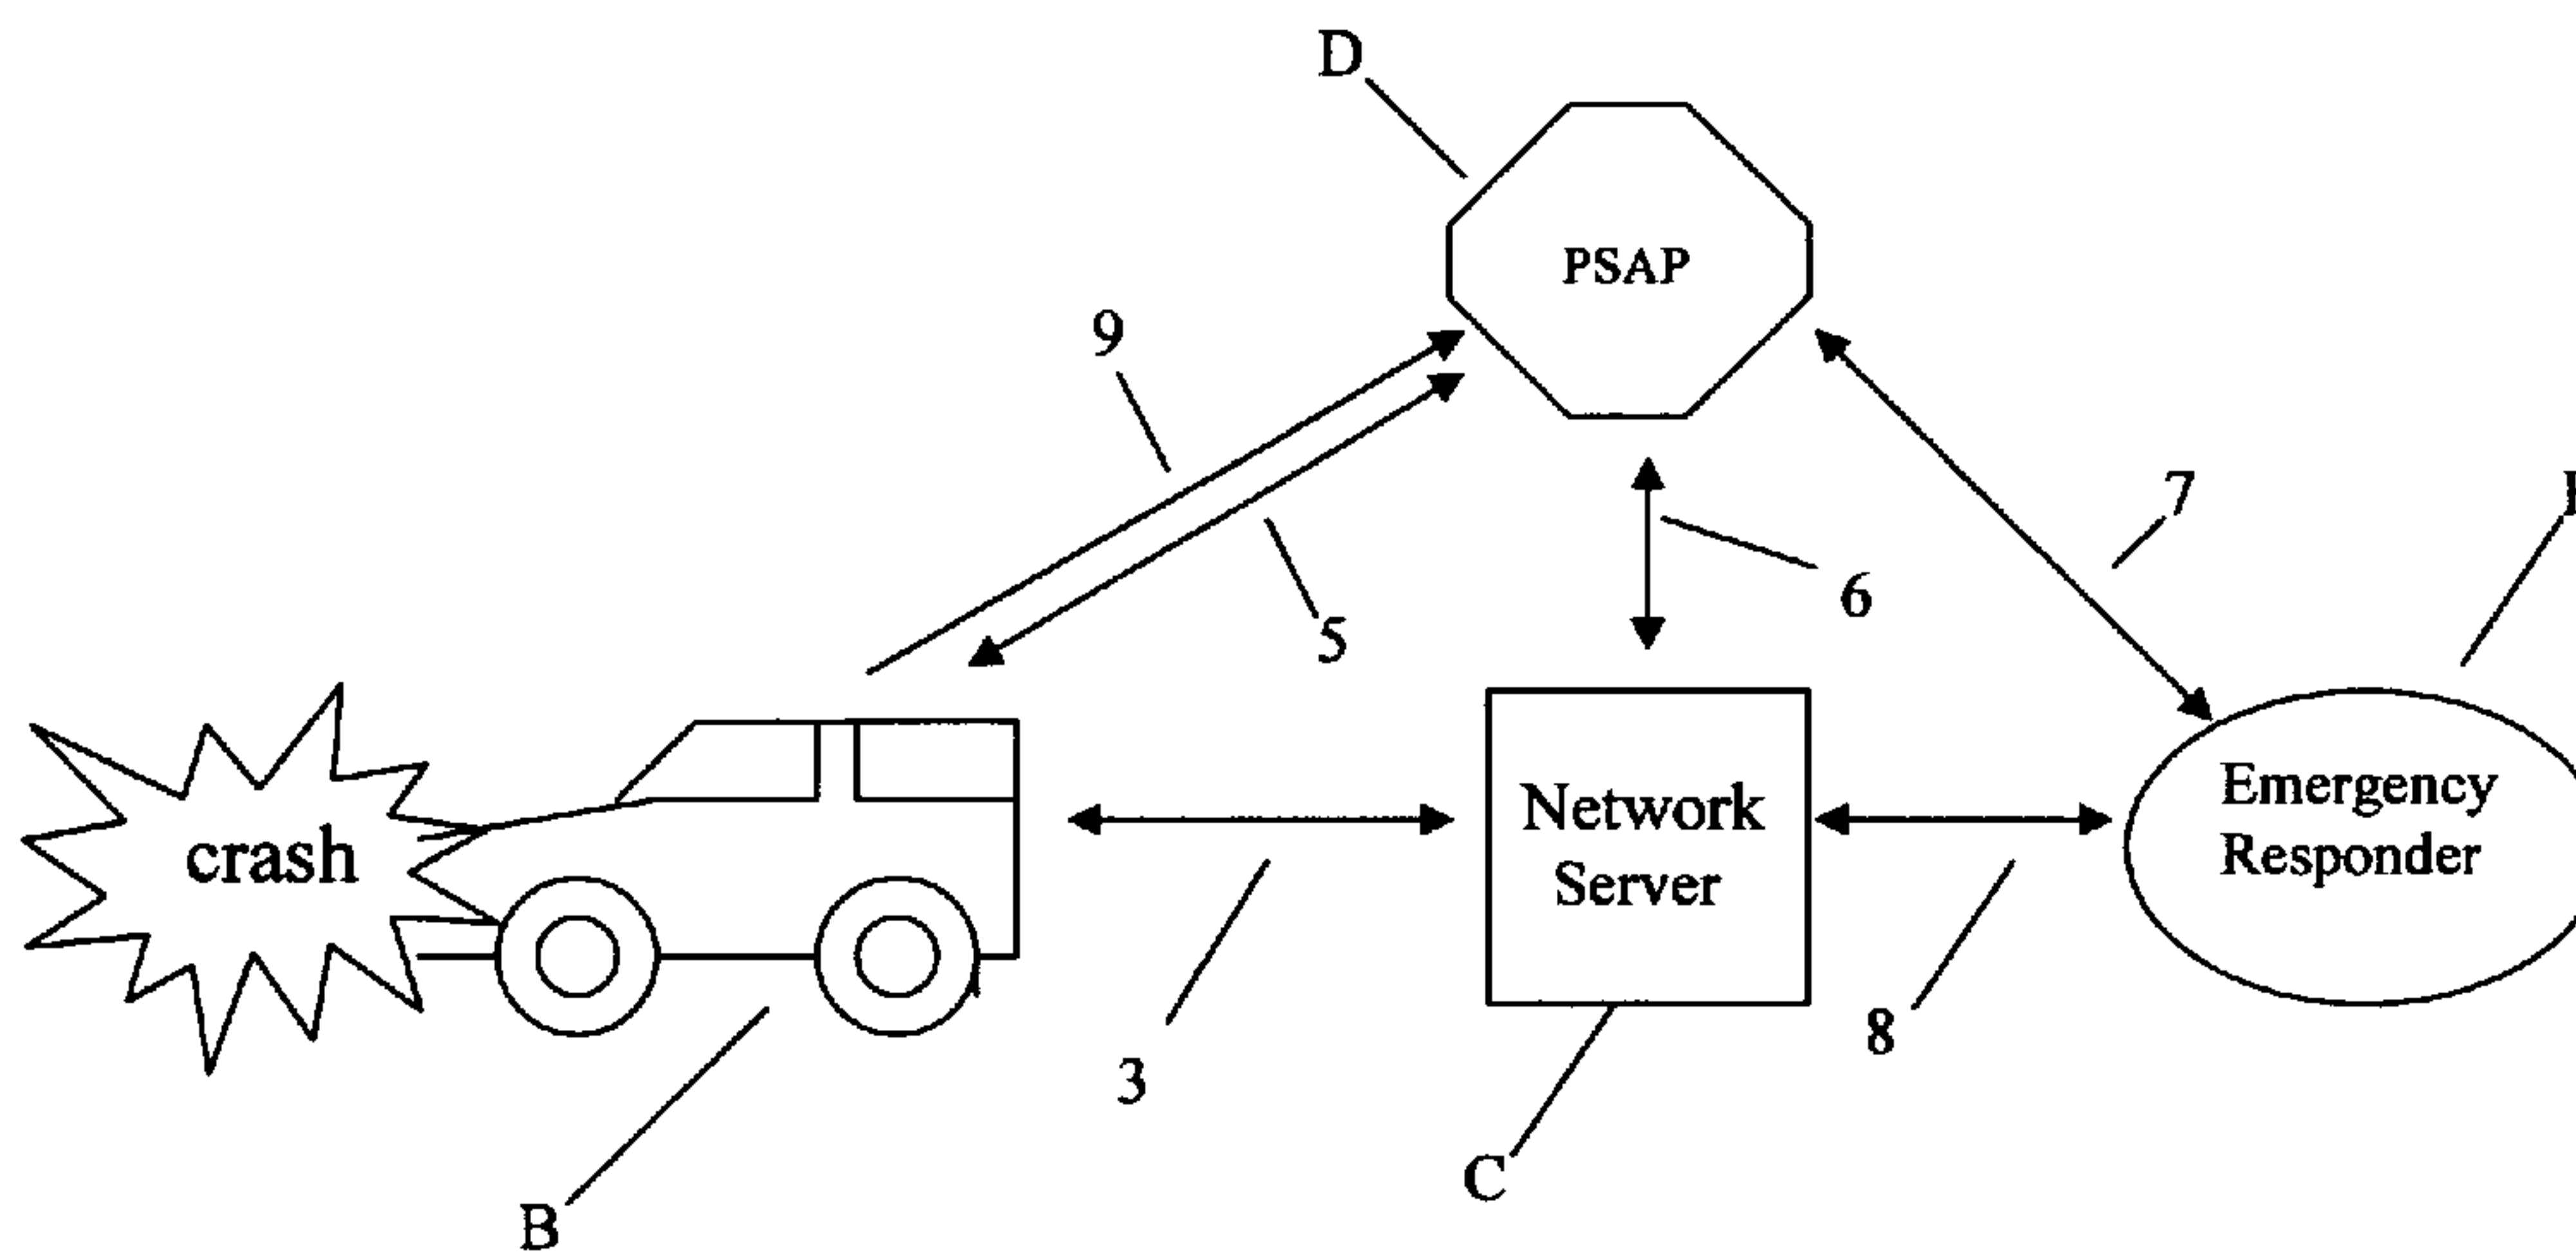 D
PSAP
9
7
5
6
crash
Network
Server
Emergency
Responder
3
8
C
B